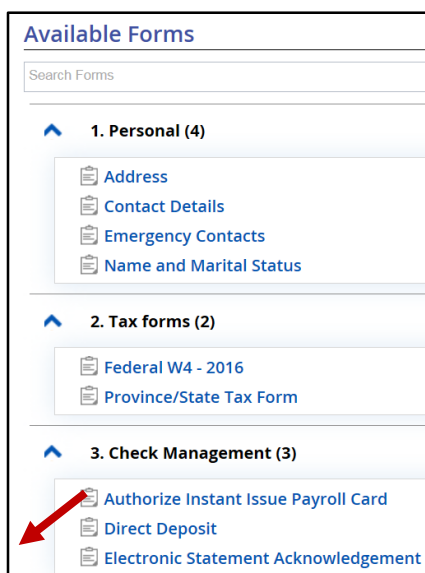 Available Forms
Search Forms
1. Personal (4)
Address
Contact Details
Emergency Contacts
Name and Marital Status
2. Tax forms (2)
Federal W4 - 2016
Province/State Tax Form
3. Check Management (3)
Authorize Instant Issue Payroll Card
Direct Deposit
Electronic Statement Acknowledgement